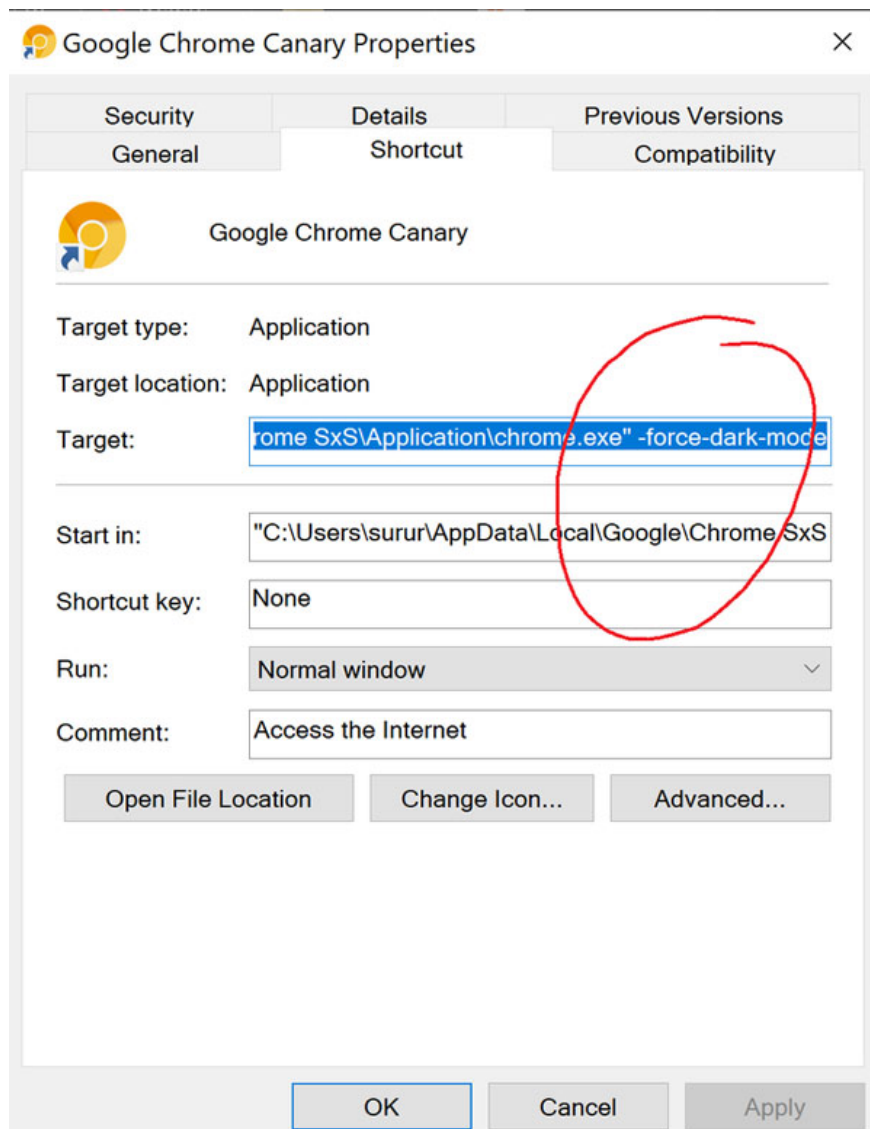 Google Chrome Canary Properties
Security Details Previous Versions
General Shortcut Compatibility
Google Chrome Canary
Target type: Application
Target location: Application
Target: rome SxS\Application\chrome.exe" -force-dark-mode
Start in: "C:\Users\surur\AppData\Local\Google\Chrome SxS
Shortcut key: None
Run: Normal window
Comment: Access the Internet
Open File Location Change Icon... Advanced...
OK Cancel Apply